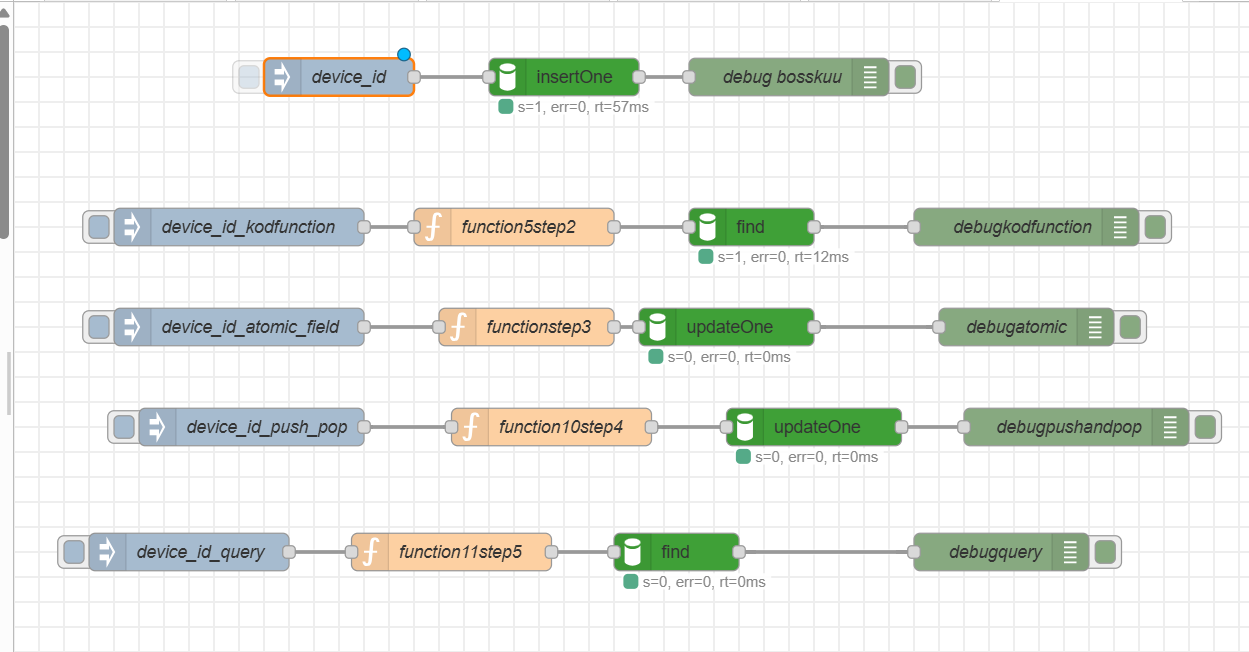 device_id insertOne debug bosskuu
s=1, err=0, rt=57ms
device_id_kodfunction function5step2 find debugkodfunction
s=1, err=0, rt=12ms
device_id_atomic_field functionstep3 updateOne debugatomic
s=0, err=0, rt=0ms
device_id_push_pop function10step4 updateOne debugpushandpop
s=0, err=0, rt=0ms
device_id_query function11step5 find debugquery
s=0, err=0, rt=0ms